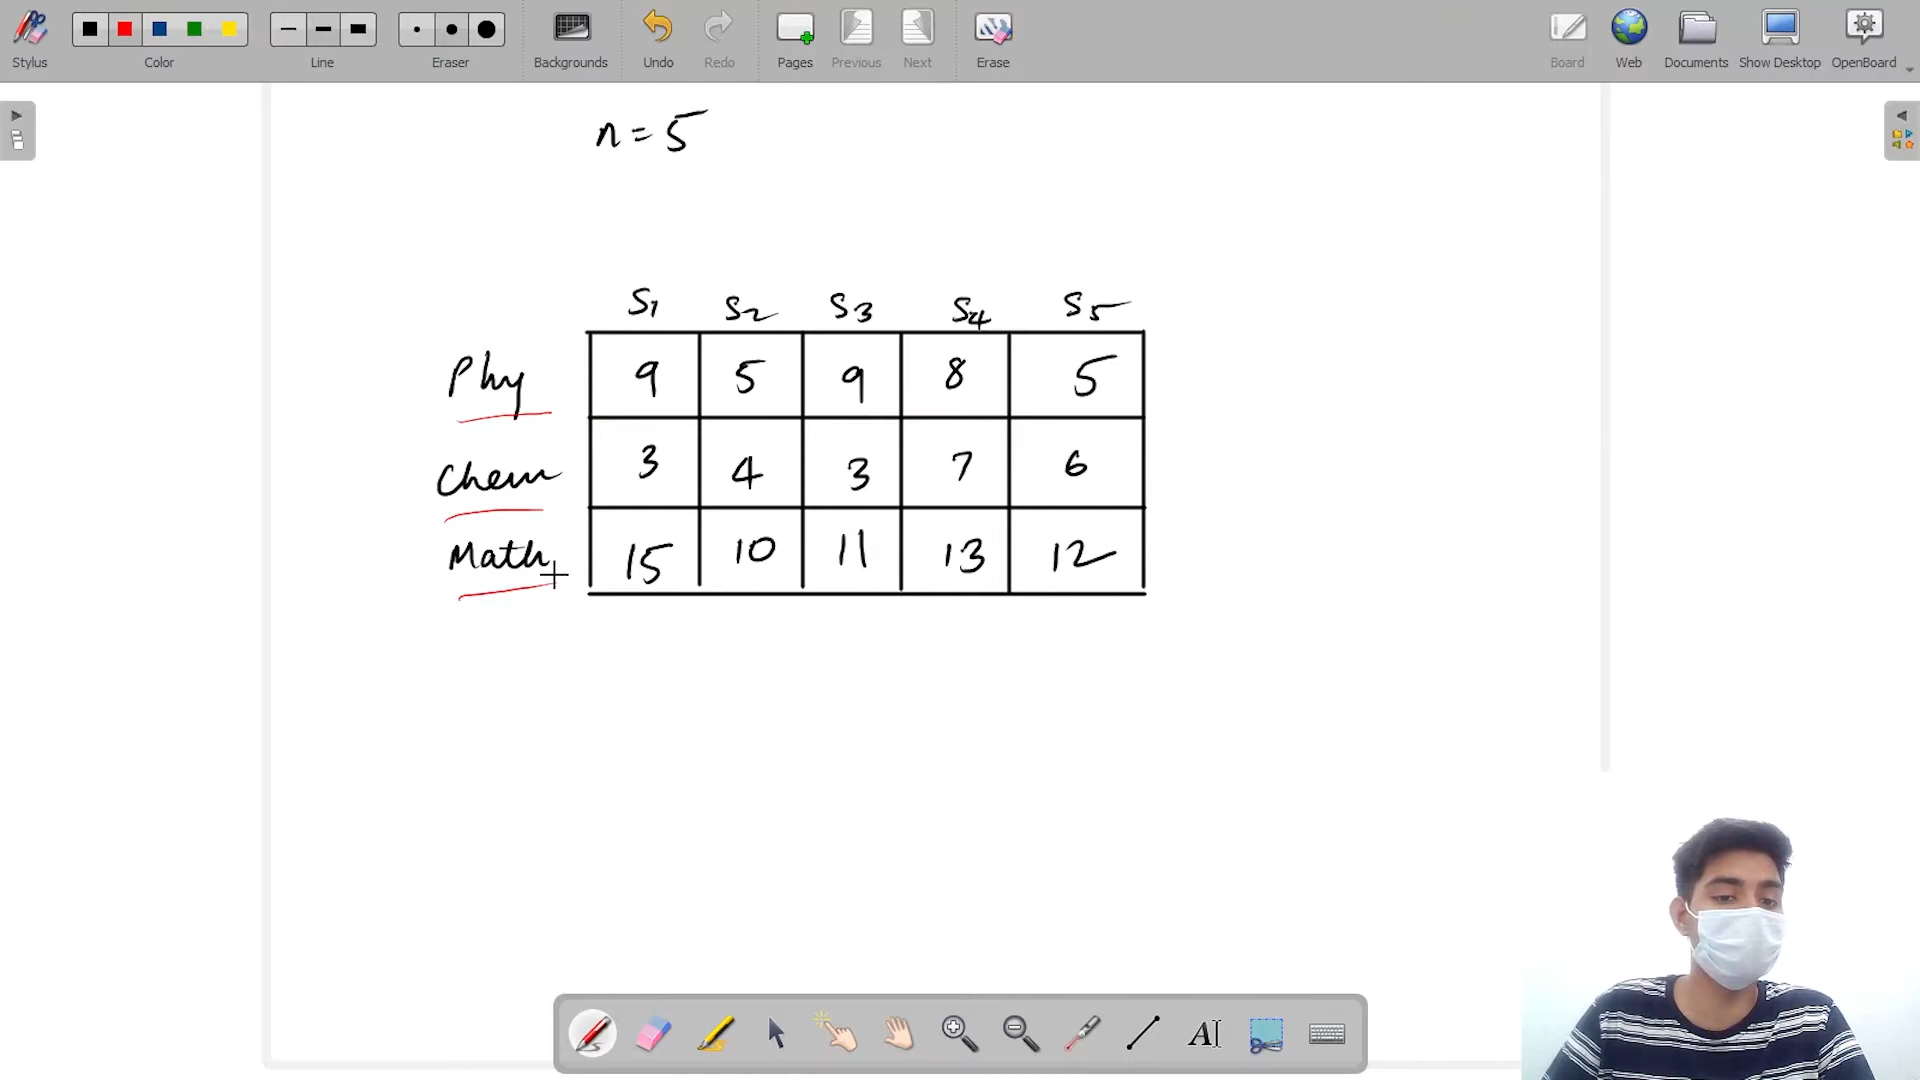 Stylus Color Line Eraser Backgrounds Undo Redo Pages Previous Next Erase Board Web Documents Show Desktop OpenBoard
n = 5
S1 S2 S3 S4 S5
Phy 9 5 9 8 5
Chem 3 4 3 7 6
Math 15 10 11 13 12
AI